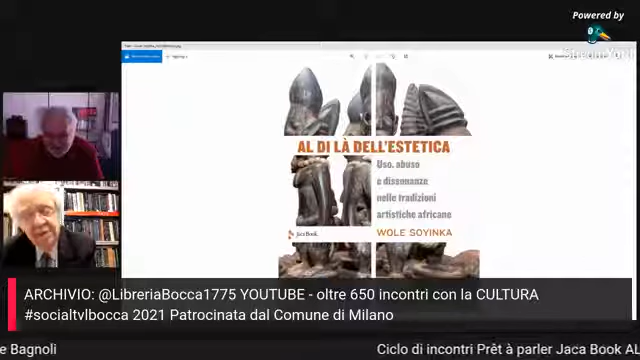 Powered by
StreamYard
AL DI LÀ DELL'ESTETICA
Uso, abuso
e dissonanze
nelle tradizioni
artistiche africane
Jaca Book
WOLE SOYINKA
ARCHIVIO: @LibreriaBocca1775 YOUTUBE - oltre 650 incontri con la CULTURA
#socialtvlbocca 2021 Patrocinata dal Comune di Milano
e Bagnoli
Ciclo di incontri Prêt à parler Jaca Book AL